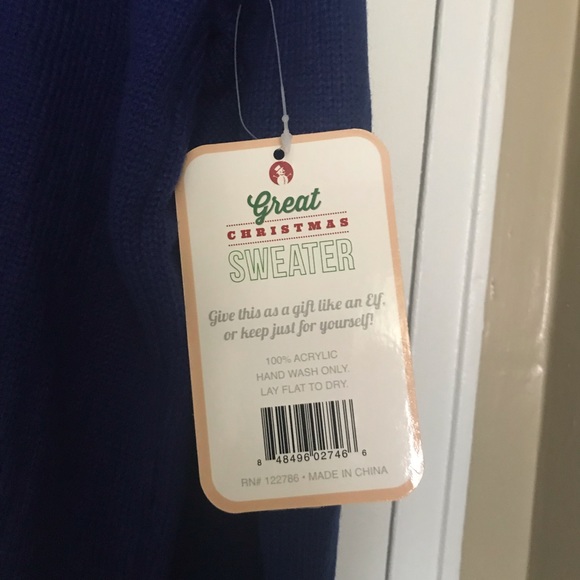 Great
CHRISTMAS
SWEATER
Give this as a gift like an Elf,
or keep just for yourself!
100% ACRYLIC
HAND WASH ONLY.
LAY FLAT TO DRY.
8 48496 02746 6
RN# 122786 • MADE IN CHINA